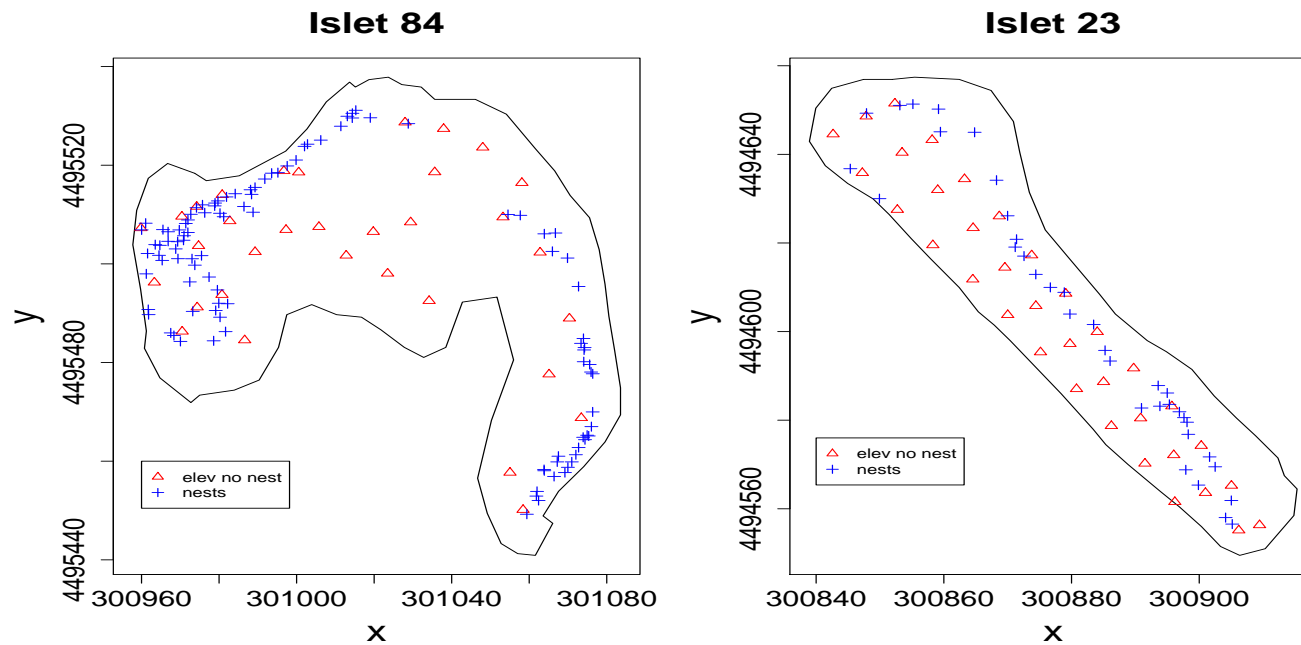 Islet 84
Islet 23
4495520
4495480
4495440
y
300960 301000 301040 301080
x
elev no nest
nests
4494640
4494600
4494560
y
300840 300860 300880 300900
x
elev no nest
nests